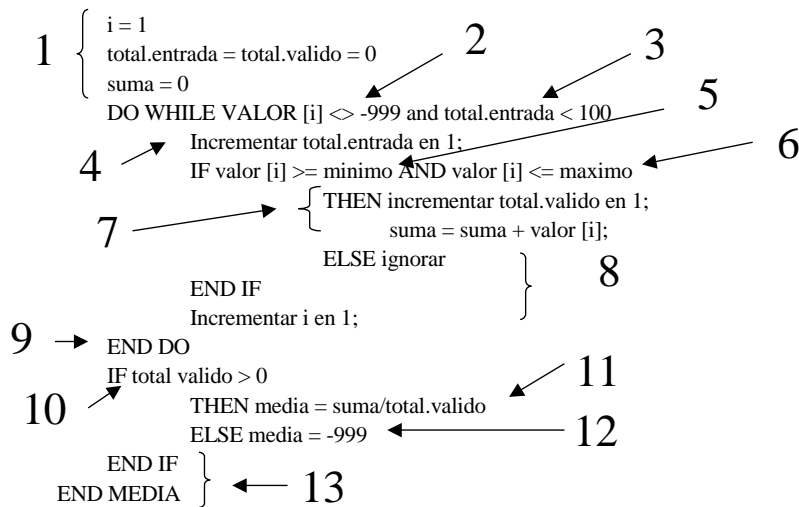 i = 1
1 total.entrada = total.valido = 0 2 3
suma = 0
DO WHILE VALOR [i] <> -999 and total.entrada < 100 5
4 Incrementar total.entrada en 1;
IF valor [i] >= minimo AND valor [i] <= maximo 6
7 THEN incrementar total.valido en 1;
suma = suma + valor [i];
ELSE ignorar 8
END IF
Incrementar i en 1;
9 END DO
IF total valido > 0 11
10 THEN media = suma/total.valido
ELSE media = -999 12
END IF
END MEDIA 13